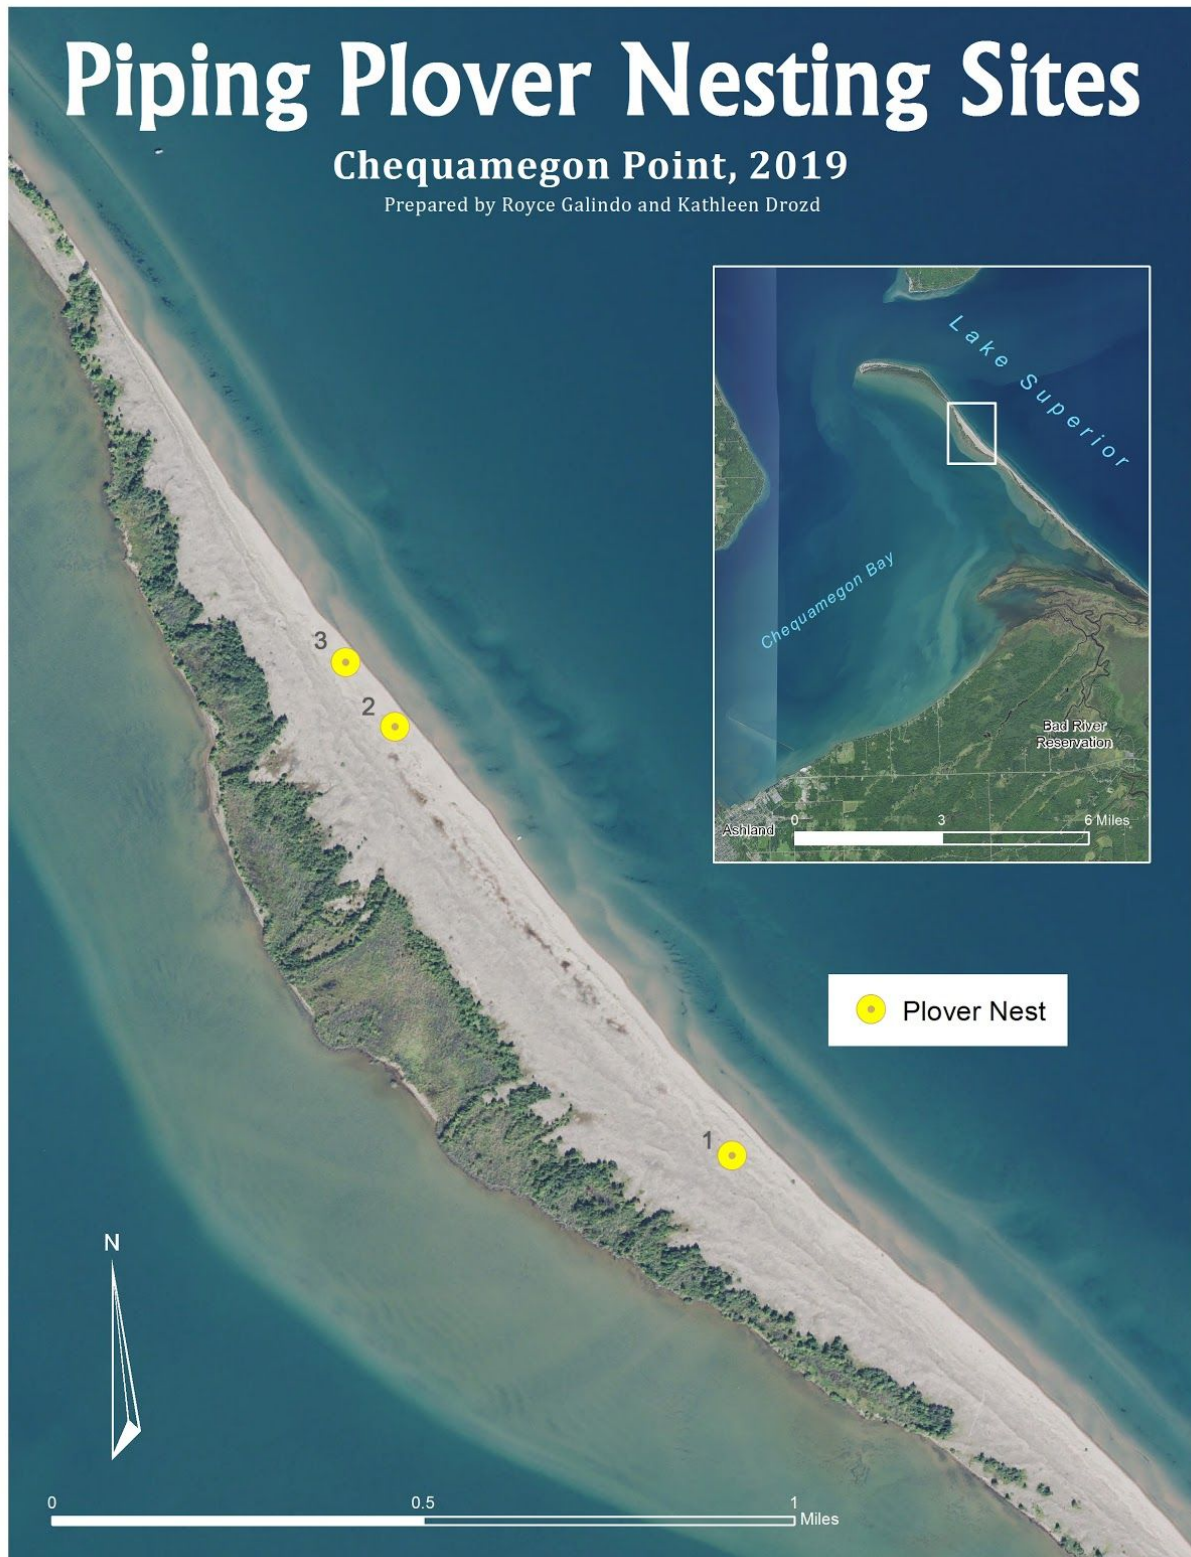 Piping Plover Nesting Sites
Chequamegon Point, 2019
Prepared by Royce Galindo and Kathleen Drozd
Lake Superior
Chequamegon Bay
Bad River
Reservation
Ashland
0 3 6 Miles
3
2
Plover Nest
1
N
0 0.5 1
Miles